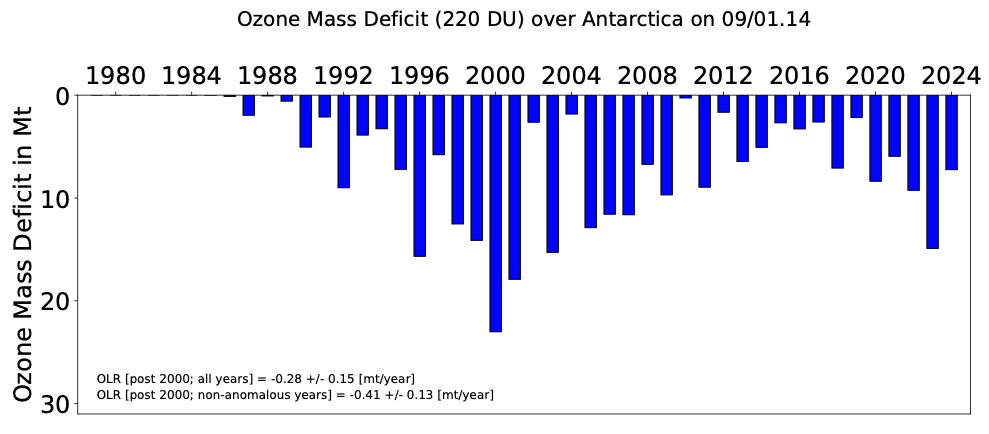 Ozone Mass Deficit (220 DU) over Antarctica on 09/01.14
1980 1984 1988 1992 1996 2000 2004 2008 2012 2016 2020 2024
Ozone Mass Deficit in Mt
0
10
20
30
OLR [post 2000; all years] = -0.28 +/- 0.15 [mt/year]
OLR [post 2000; non-anomalous years] = -0.41 +/- 0.13 [mt/year]